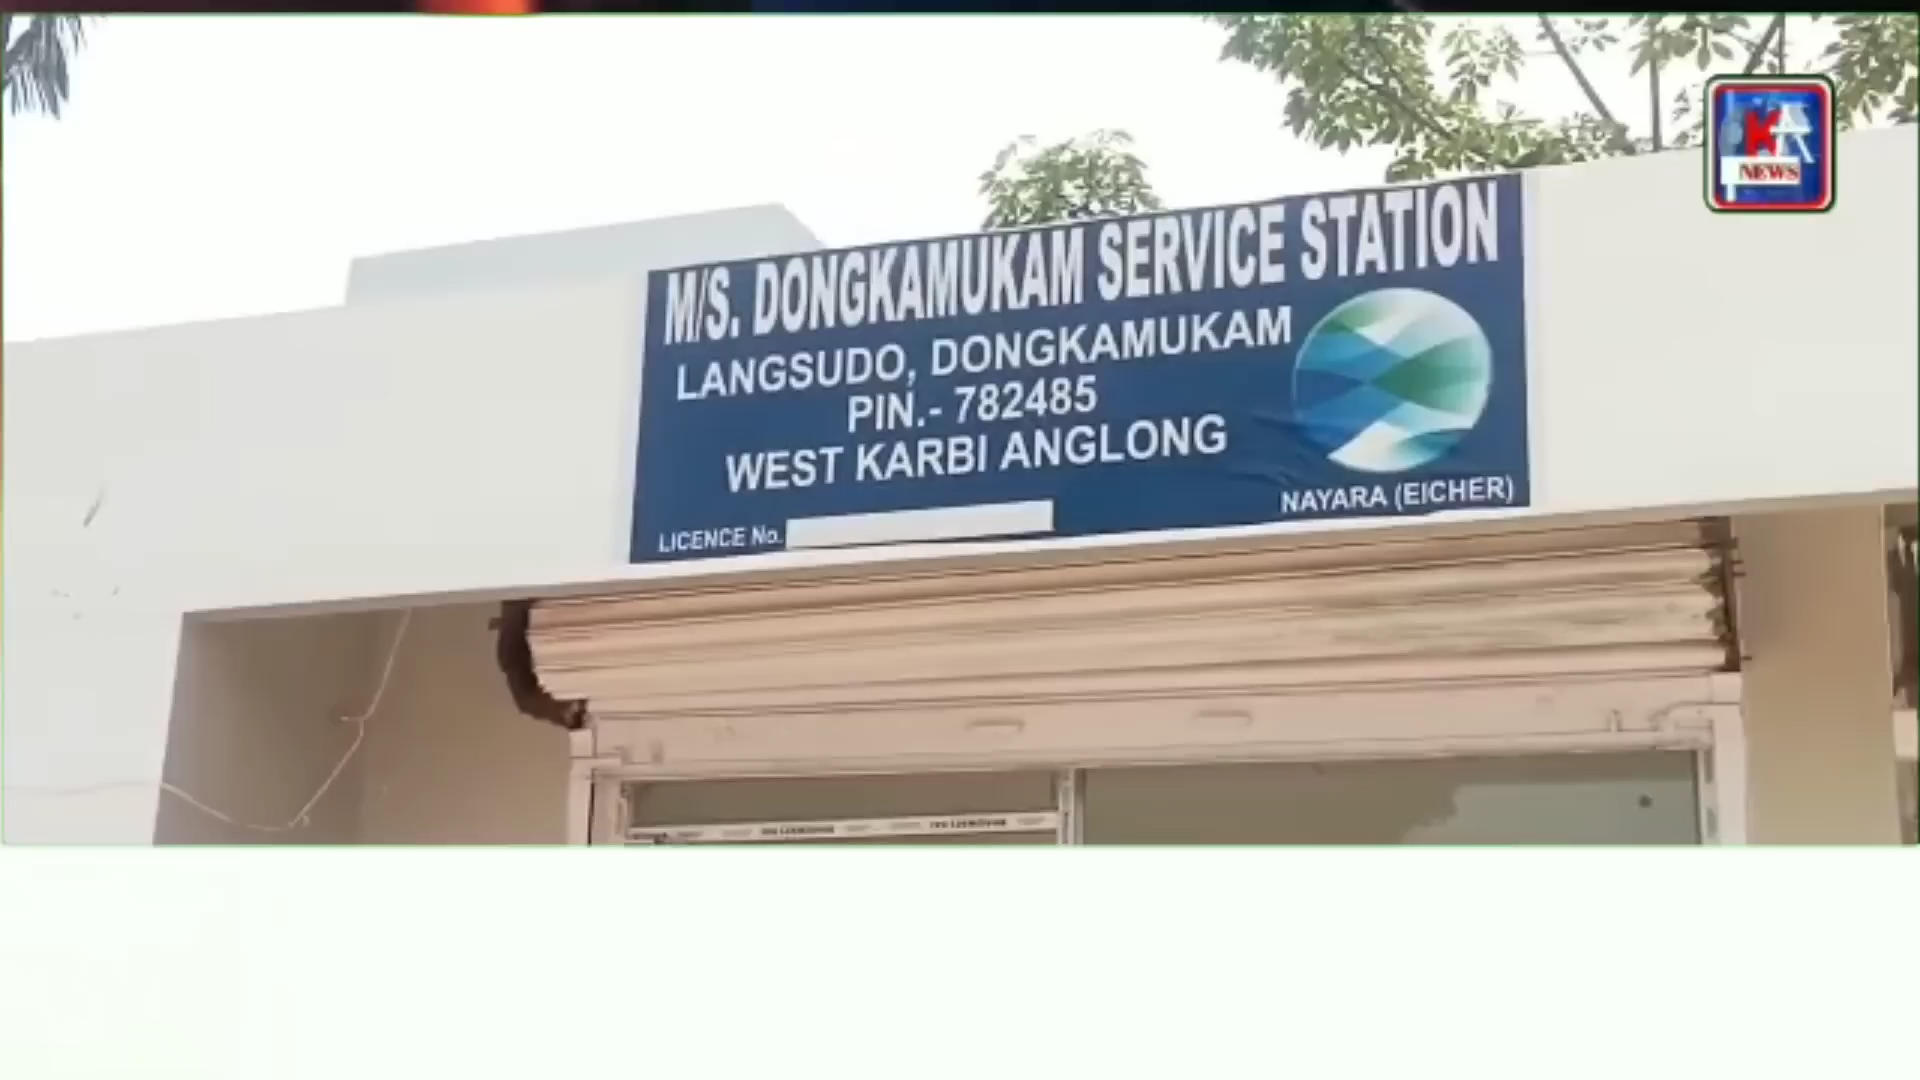 M/S. DONGKAMUKAM SERVICE STATION
LANGSUDO, DONGKAMUKAM
PIN.- 782485
WEST KARBI ANGLONG
LICENCE No.
NAYARA (EICHER)
NEWS